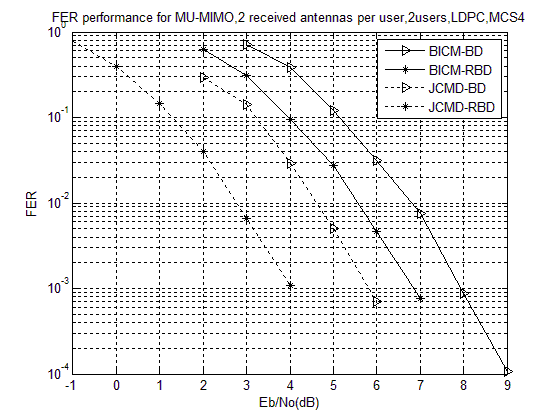 FER performance for MU-MIMO,2 received antennas per user,2users,LDPC,MCS4
10^0
10^-1
10^-2
10^-3
10^-4
FER
BICM-BD
BICM-RBD
JCMD-BD
JCMD-RBD
-1 0 1 2 3 4 5 6 7 8 9
Eb/No(dB)